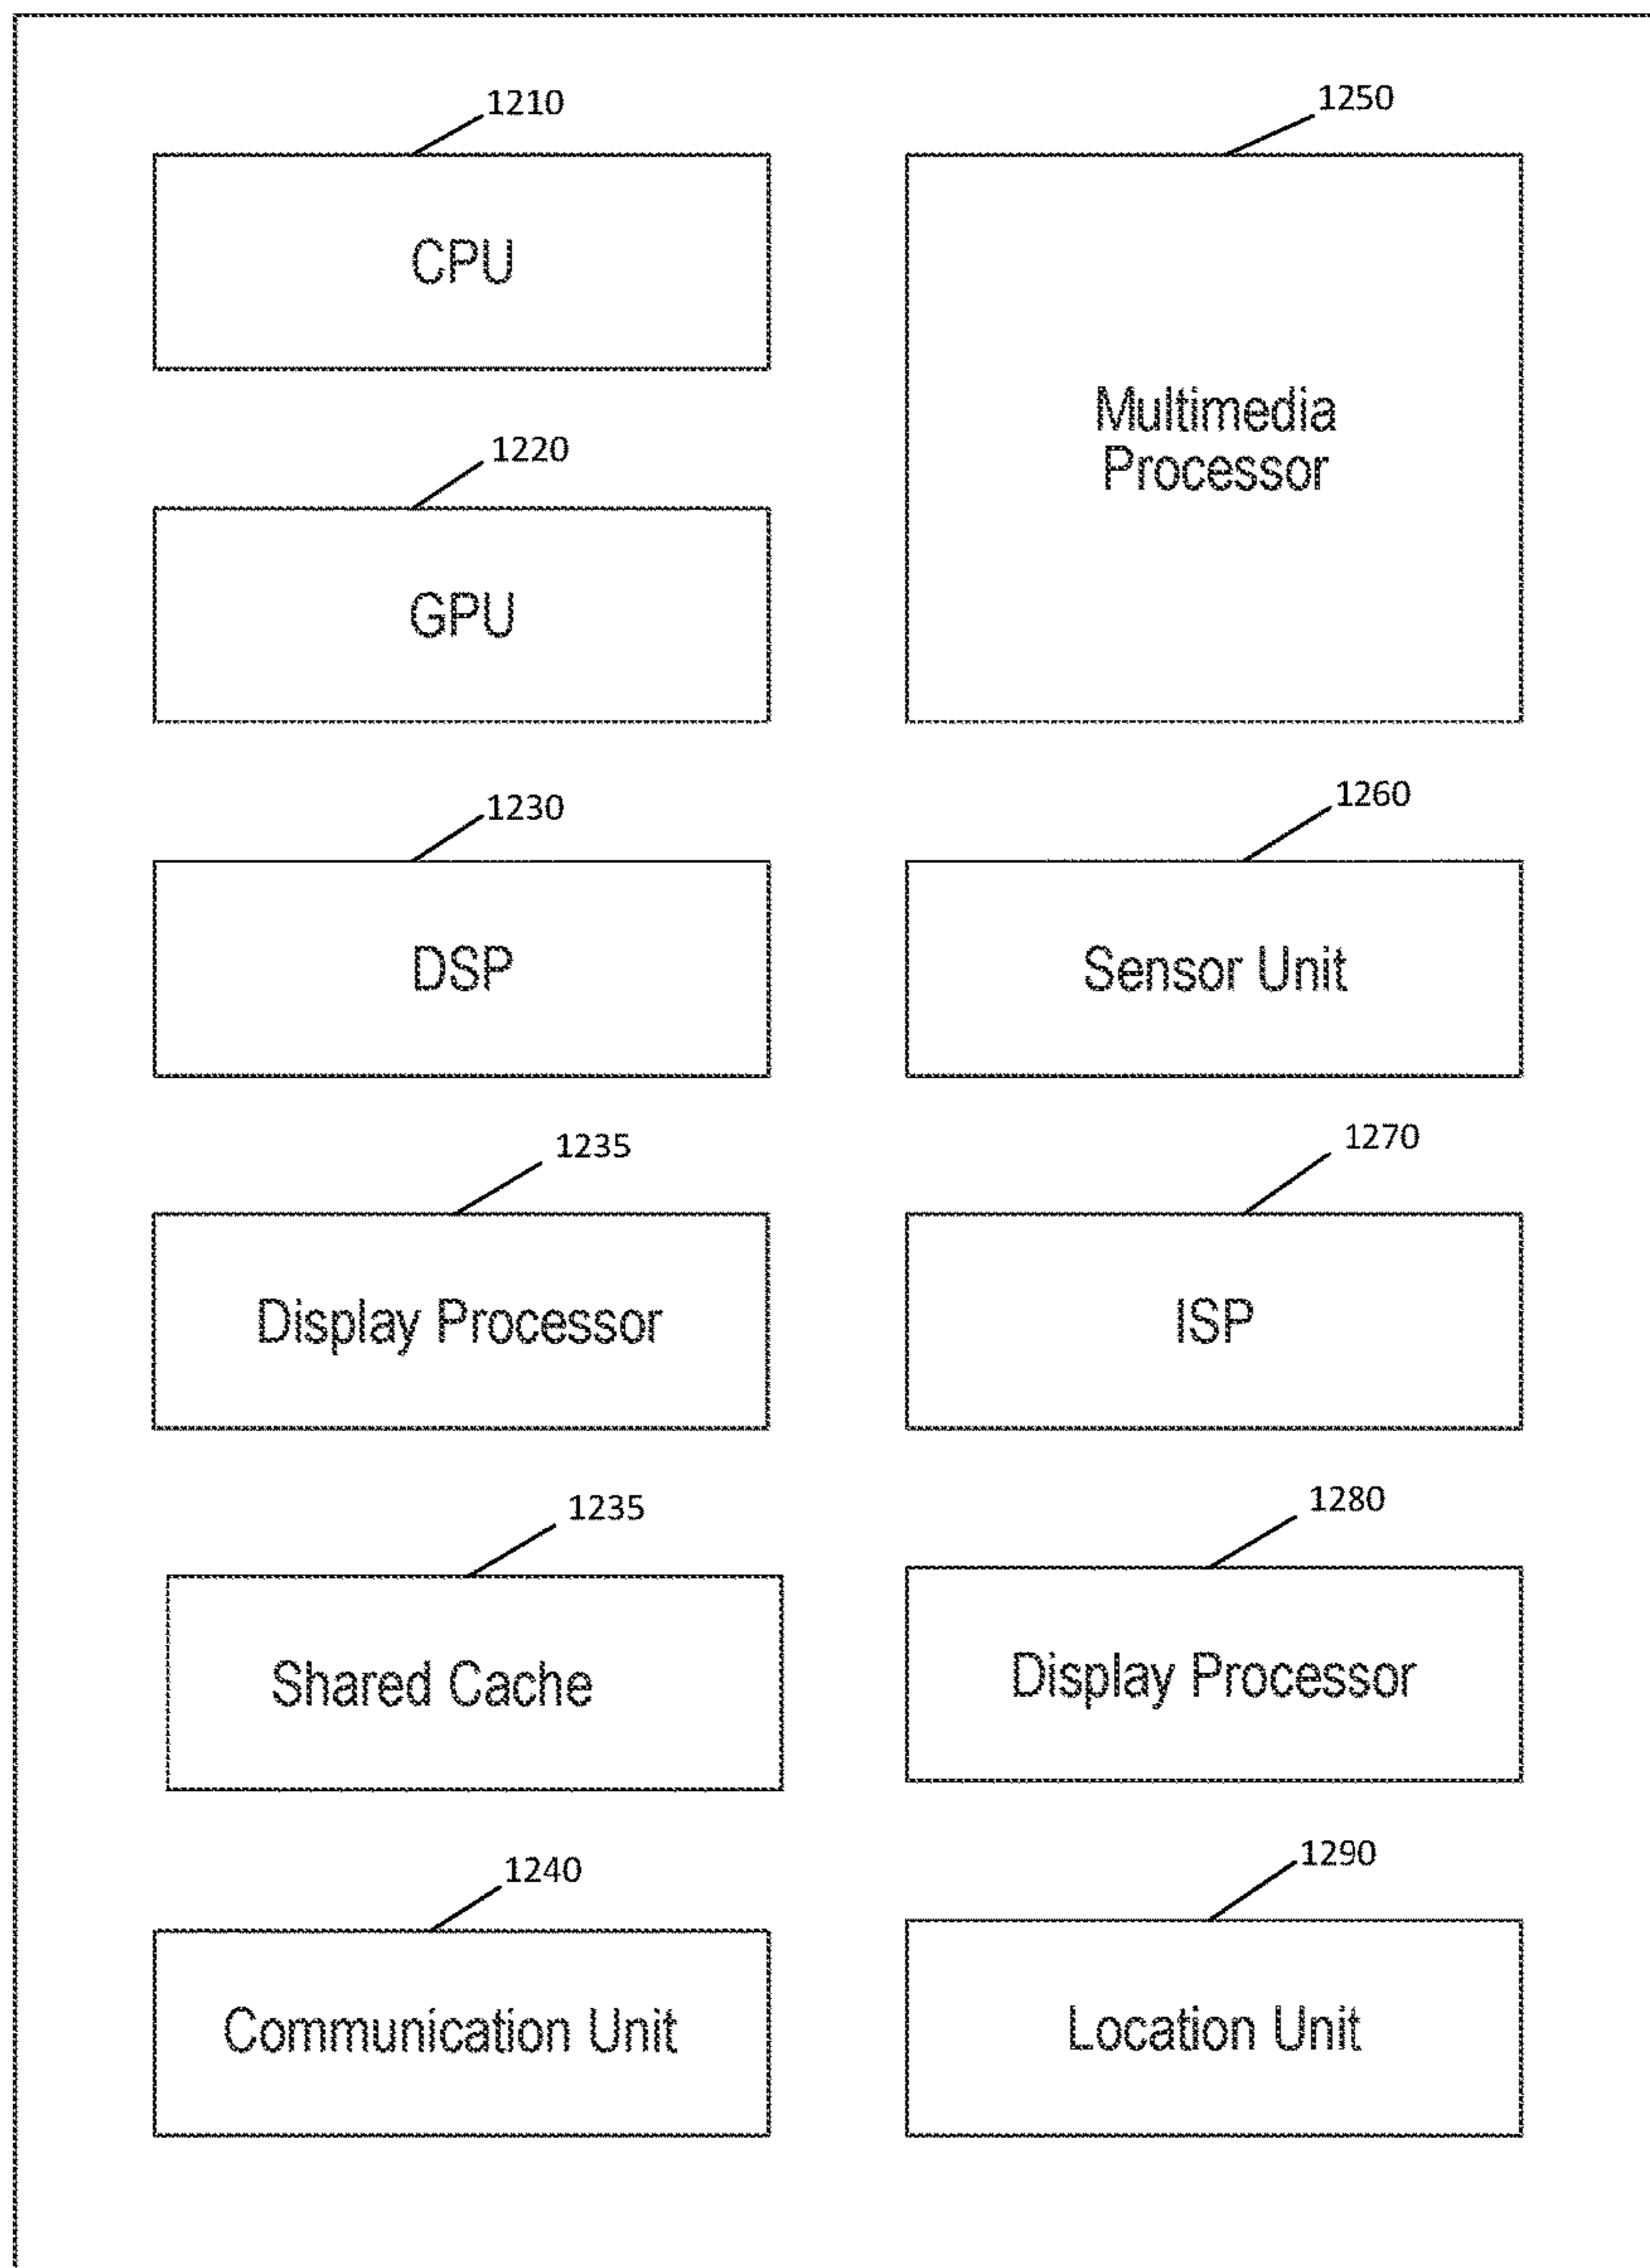 1210
CPU
1250
Multimedia
Processor
1220
GPU
1230
DSP
1260
Sensor Unit
1235
Display Processor
1270
ISP
1235
Shared Cache
1280
Display Processor
1240
Communication Unit
1290
Location Unit